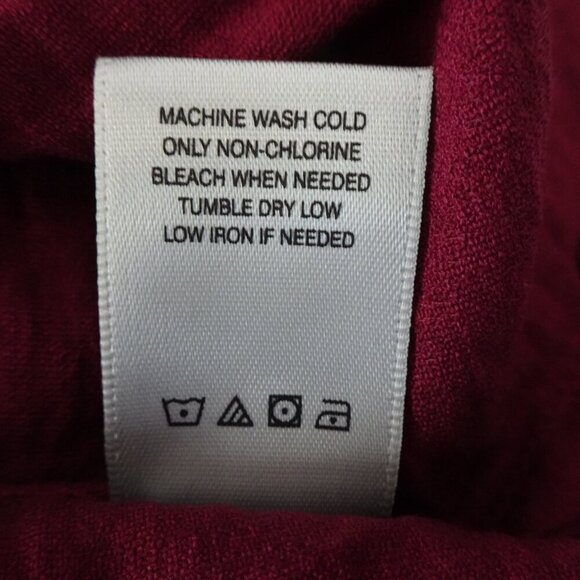 MACHINE WASH COLD
ONLY NON-CHLORINE
BLEACH WHEN NEEDED
TUMBLE DRY LOW
LOW IRON IF NEEDED